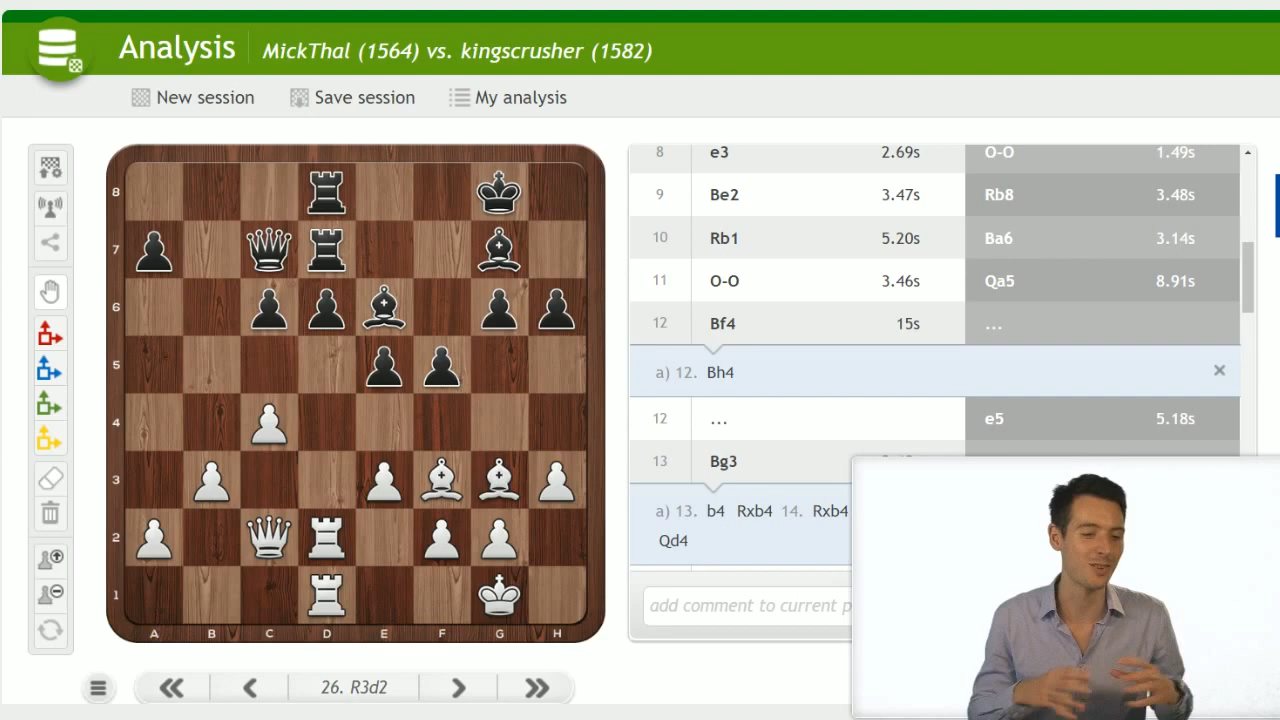 Analysis MickThal (1564) vs. kingscrusher (1582)
New session Save session My analysis
8 e3 2.69s O-O 1.49s
9 Be2 3.47s Rb8 3.48s
10 Rb1 5.20s Ba6 3.14s
11 O-O 3.46s Qa5 8.91s
12 Bf4 15s ...
a) 12. Bh4
12 ... e5 5.18s
13 Bg3
a) 13. b4 Rxb4 14. Rxb4
Qd4
add comment to current p
8
7
6
5
4
3
2
1
A B C D E F G H
26. R3d2